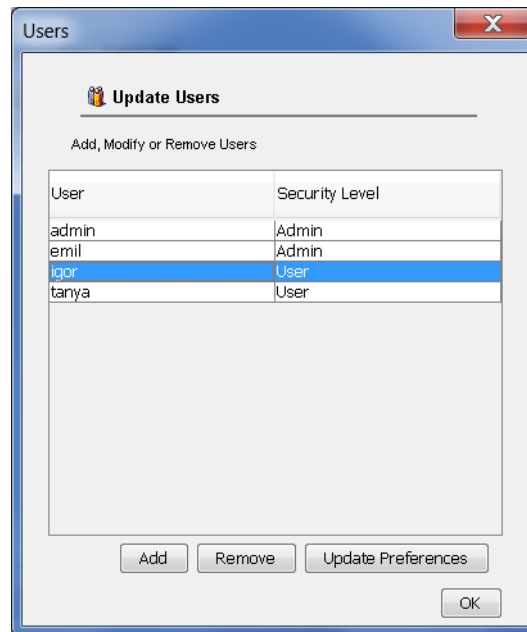 Users
X
Update Users
Add, Modify or Remove Users
User Security Level
admin Admin
emil Admin
igor User
tanya User
Add Remove Update Preferences
OK